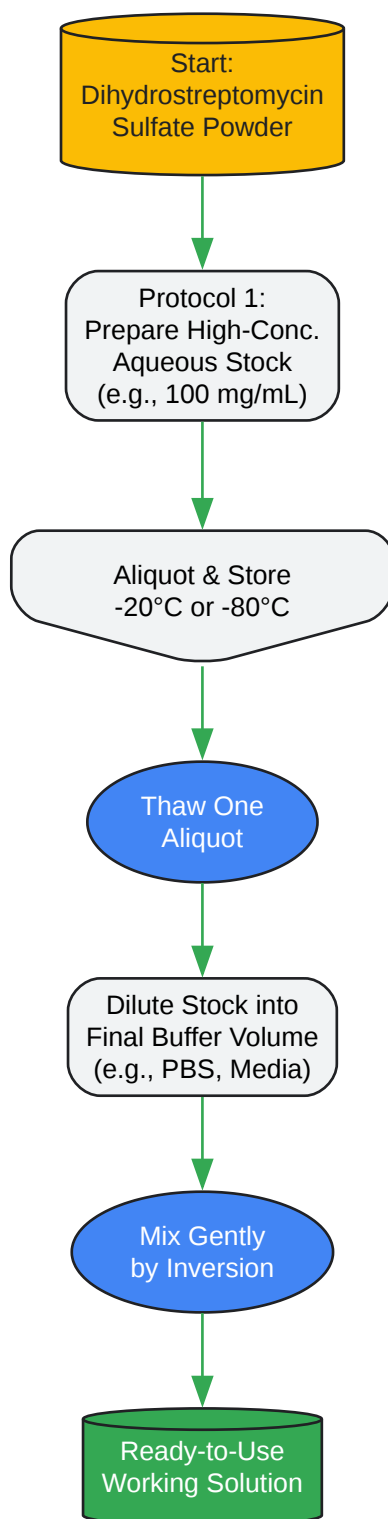 Start:
Dihydrostreptomycin
Sulfate Powder
Protocol 1:
Prepare High-Conc.
Aqueous Stock
(e.g., 100 mg/mL)
Aliquot & Store
-20°C or -80°C
Thaw One
Aliquot
Dilute Stock into
Final Buffer Volume
(e.g., PBS, Media)
Mix Gently
by Inversion
Ready-to-Use
Working Solution